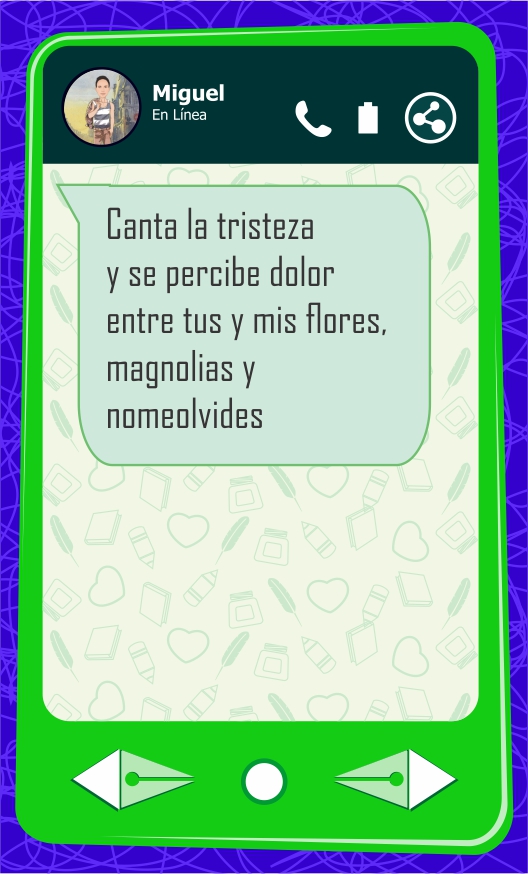 Miguel
En Línea
Canta la tristeza
y se percibe dolor
entre tus y mis flores,
magnolias y
nomeolvides